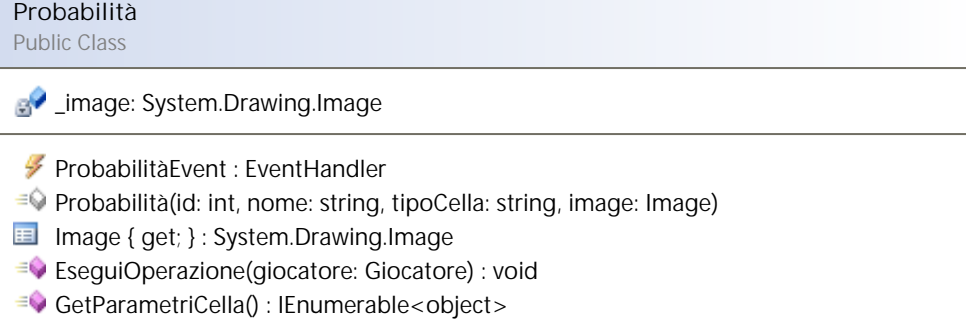 Probabilità
Public Class
_image: System.Drawing.Image
ProbabilitàEvent : EventHandler
Probabilità(id: int, nome: string, tipoCella: string, image: Image)
Image { get; } : System.Drawing.Image
EseguiOperazione(giocatore: Giocatore) : void
GetParametriCella() : IEnumerable<object>